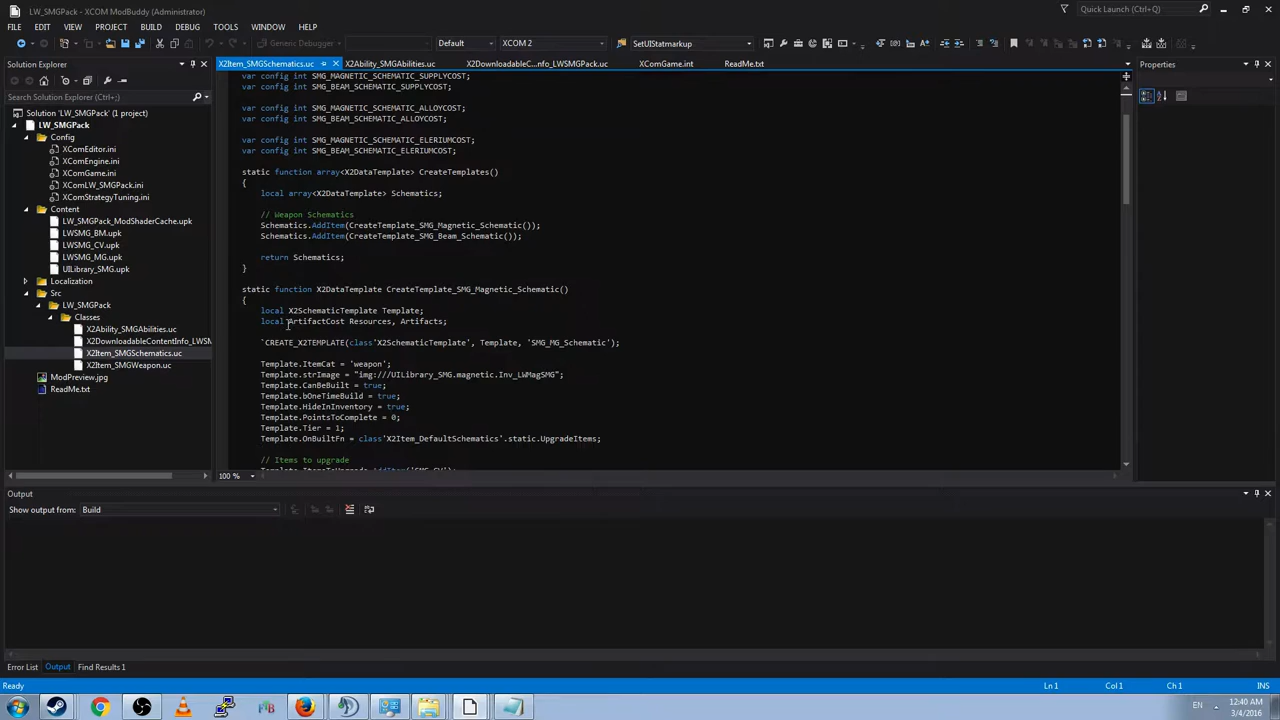 LW_SMGPack - XCOM ModBuddy (Administrator)
Quick Launch (Ctrl+Q)
FILE EDIT VIEW PROJECT BUILD DEBUG TOOLS WINDOW HELP
Generic Debugger Default XCOM 2 SetUIStatmarkup
Solution Explorer
X2Item_SMGSchematics.uc X2Ability_SMGAbilities.uc X2DownloadableC...nfo_LWSMGPack.uc XComGame.int ReadMe.txt
Properties
Search Solution Explorer (Ctrl+;)
Solution 'LW_SMGPack' (1 project)
LW_SMGPack
Config
XComEditor.ini
XComEngine.ini
XComGame.ini
XComLW_SMGPack.ini
XComStrategyTuning.ini
Content
LW_SMGPack_ModShaderCache.upk
LWSMG_BM.upk
LWSMG_CV.upk
LWSMG_MG.upk
UILibrary_SMG.upk
Localization
Src
LW_SMGPack
Classes
X2Ability_SMGAbilities.uc
X2DownloadableContentInfo_LWSM
X2Item_SMGSchematics.uc
X2Item_SMGWeapon.uc
ModPreview.jpg
ReadMe.txt
var config int SMG_MAGNETIC_SCHEMATIC_SUPPLYCOST;
var config int SMG_BEAM_SCHEMATIC_SUPPLYCOST;
var config int SMG_MAGNETIC_SCHEMATIC_ALLOYCOST;
var config int SMG_BEAM_SCHEMATIC_ALLOYCOST;
var config int SMG_MAGNETIC_SCHEMATIC_ELERIUMCOST;
var config int SMG_BEAM_SCHEMATIC_ELERIUMCOST;
static function array<X2DataTemplate> CreateTemplates()
{
local array<X2DataTemplate> Schematics;
// Weapon Schematics
Schematics.AddItem(CreateTemplate_SMG_Magnetic_Schematic());
Schematics.AddItem(CreateTemplate_SMG_Beam_Schematic());
return Schematics;
}
static function X2DataTemplate CreateTemplate_SMG_Magnetic_Schematic()
{
local X2SchematicTemplate Template;
local ArtifactCost Resources, Artifacts;
`CREATE_X2TEMPLATE(class'X2SchematicTemplate', Template, 'SMG_MG_Schematic');
Template.ItemCat = 'weapon';
Template.strImage = "img:///UILibrary_SMG.magnetic.Inv_LWMagSMG";
Template.CanBeBuilt = true;
Template.bOneTimeBuild = true;
Template.HideInInventory = true;
Template.PointsToComplete = 0;
Template.Tier = 1;
Template.OnBuiltFn = class'X2Item_DefaultSchematics'.static.UpgradeItems;
// Items to upgrade
Template.ItemsToUpgrade.AddItem('SMG_CV');
100 %
Output
Show output from: Build
Error List Output Find Results 1
Ready Ln 1 Col 1 Ch 1 INS
EN 12:40 AM
3/4/2016